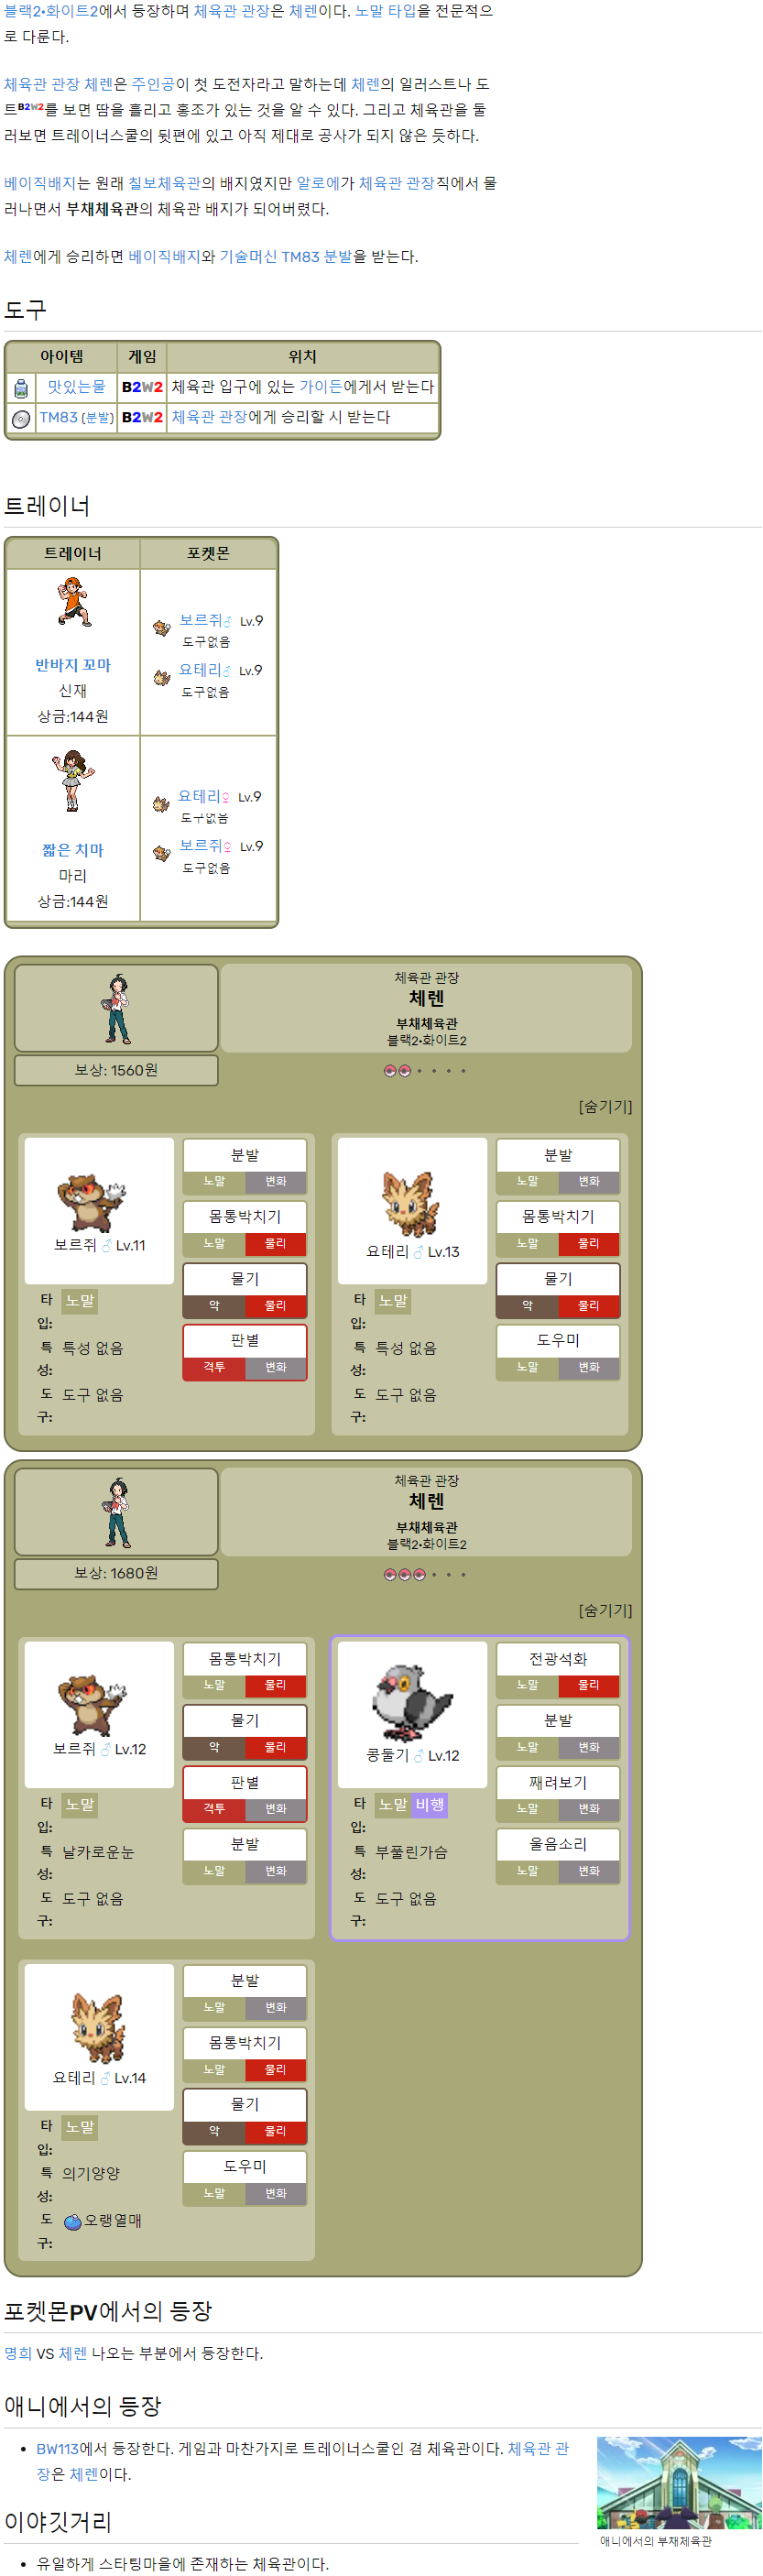 블랙2·화이트2에서 등장하며 체육관 관장은 체렌이다. 노말 타입을 전문적으
로 다룬다.
체육관 관장 체렌은 주인공이 첫 도전자라고 말하는데 체렌의 일러스트나 도
트B2W2를 보면 땀을 흘리고 홍조가 있는 것을 알 수 있다. 그리고 체육관을 둘
러보면 트레이너스쿨의 뒷편에 있고 아직 제대로 공사가 되지 않은 듯하다.
베이직배지는 원래 칠보체육관의 배지였지만 알로에가 체육관 관장직에서 물
러나면서 부채체육관의 체육관 배지가 되어버렸다.
체렌에게 승리하면 베이직배지와 기술머신 TM83 분발을 받는다.
도구
아이템 게임 위치
맛있는물 B2W2 체육관 입구에 있는 가이든에게서 받는다
TM83 (분발) B2W2 체육관 관장에게 승리할 시 받는다
트레이너
트레이너 포켓몬
보르쥐♂ Lv.9
도구없음
요테리♂ Lv.9
도구없음
반바지 꼬마
신재
상금:144원
요테리♀ Lv.9
도구없음
보르쥐♀ Lv.9
도구없음
짧은 치마
마리
상금:144원
체육관 관장
체렌
부채체육관
블랙2·화이트2
보상: 1560원
[숨기기]
보르쥐♂Lv.11
타입: 노말
특성: 특성 없음
도구: 도구 없음
분발
노말 변화
몸통박치기
노말 물리
물기
악 물리
판별
격투 변화
요테리♂Lv.13
타입: 노말
특성: 특성 없음
도구: 도구 없음
분발
노말 변화
몸통박치기
노말 물리
물기
악 물리
도우미
노말 변화
체육관 관장
체렌
부채체육관
블랙2·화이트2
보상: 1680원
[숨기기]
보르쥐♂Lv.12
타입: 노말
특성: 날카로운눈
도구: 도구 없음
몸통박치기
노말 물리
물기
악 물리
판별
격투 변화
분발
노말 변화
콩둘기♂Lv.12
타입: 노말 비행
특성: 부풀린가슴
도구: 도구 없음
전광석화
노말 물리
분발
노말 변화
째려보기
노말 변화
울음소리
노말 변화
요테리♂Lv.14
타입: 노말
특성: 의기양양
도구: 오랭열매
분발
노말 변화
몸통박치기
노말 물리
물기
악 물리
도우미
노말 변화
포켓몬PV에서의 등장
명희 VS 체렌 나오는 부분에서 등장한다.
애니에서의 등장
• BW113에서 등장한다. 게임과 마찬가지로 트레이너스쿨인 겸 체육관이다. 체육관 관
장은 체렌이다.
애니에서의 부채체육관
이야깃거리
• 유일하게 스타팅마을에 존재하는 체육관이다.